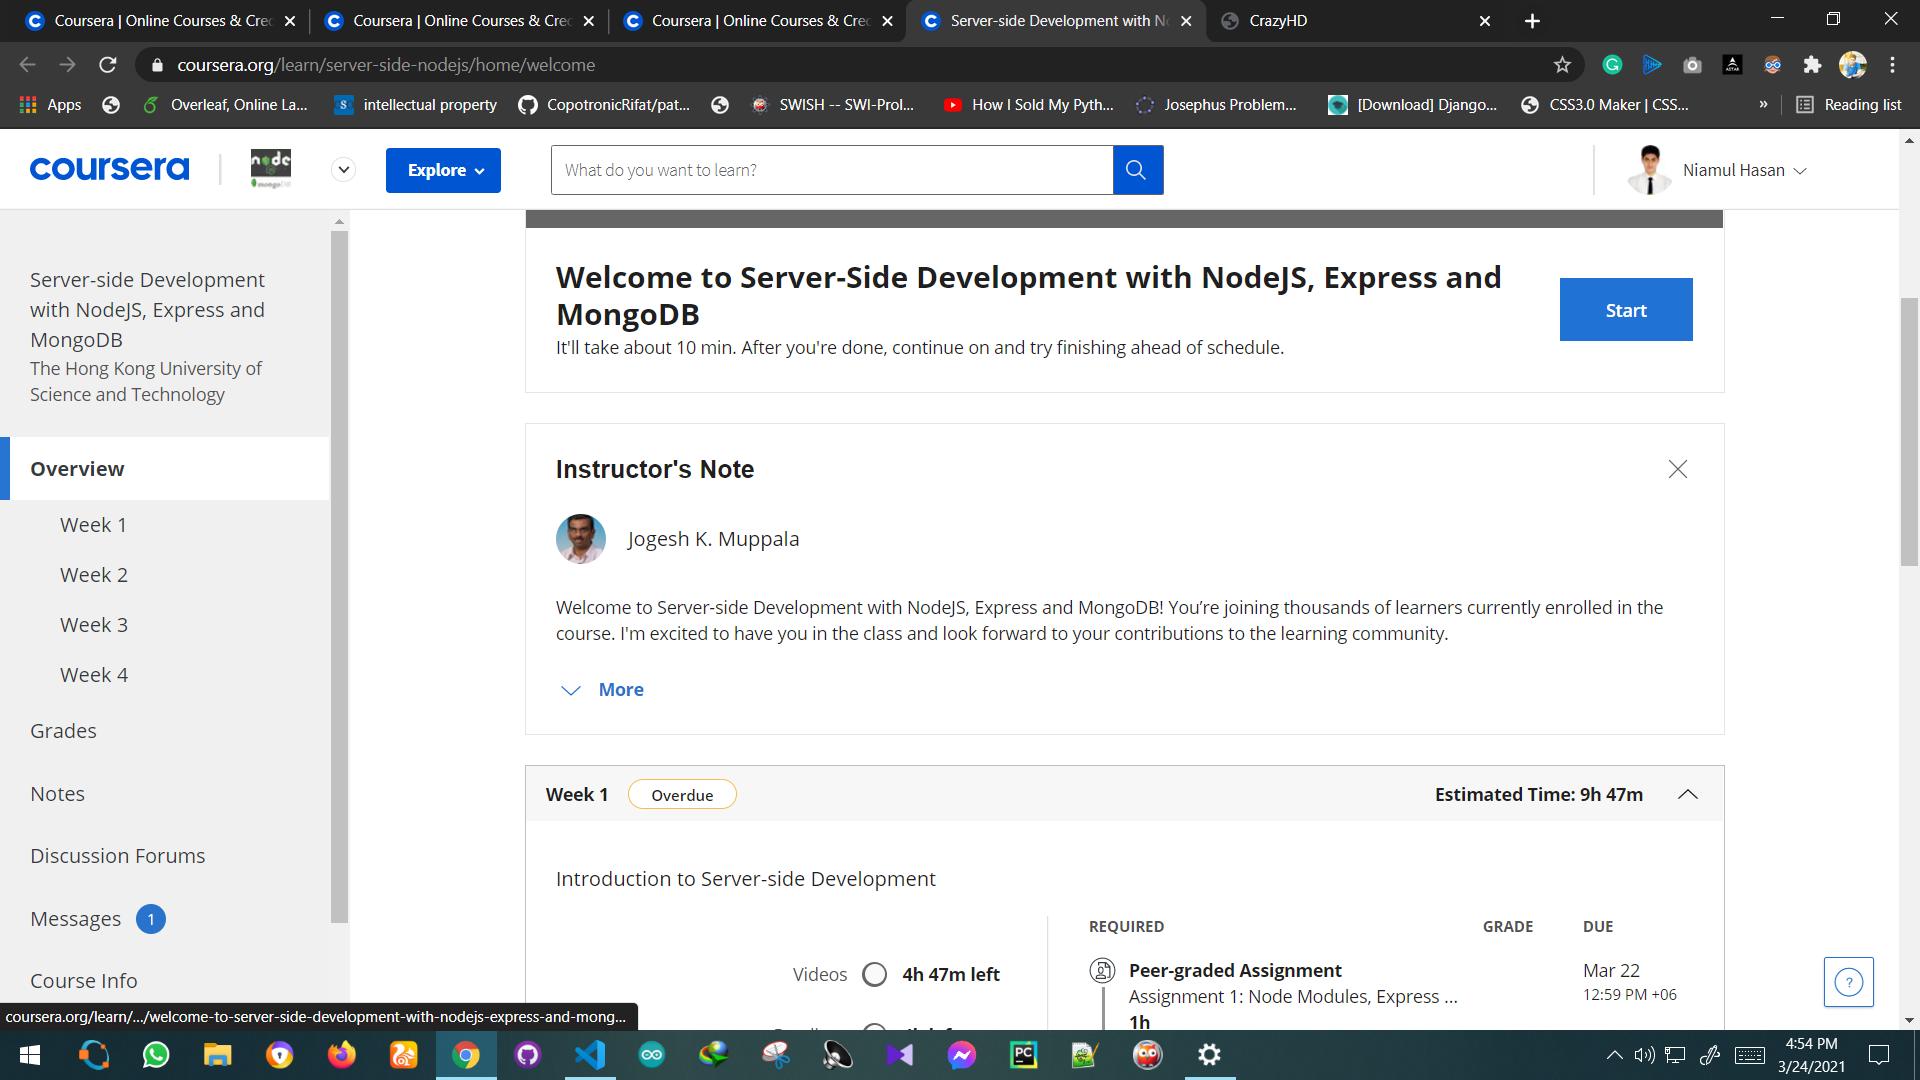 Coursera | Online Courses & Cre
Coursera | Online Courses & Cre
Coursera | Online Courses & Cre
Server-side Development with N
CrazyHD
coursera.org/learn/server-side-nodejs/home/welcome
Apps
Overleaf, Online La...
intellectual property
CopotronicRifat/pat...
SWISH -- SWI-Prol...
How I Sold My Pyth...
Josephus Problem...
[Download] Django...
CSS3.0 Maker | CSS...
»
Reading list
coursera
node
mongoDB
Explore
What do you want to learn?
Niamul Hasan
Server-side Development
with NodeJS, Express and
MongoDB
The Hong Kong University of
Science and Technology
Overview
Week 1
Week 2
Week 3
Week 4
Grades
Notes
Discussion Forums
Messages 1
Course Info
Welcome to Server-Side Development with NodeJS, Express and
MongoDB
It'll take about 10 min. After you're done, continue on and try finishing ahead of schedule.
Start
Instructor's Note
Jogesh K. Muppala
Welcome to Server-side Development with NodeJS, Express and MongoDB! You’re joining thousands of learners currently enrolled in the
course. I'm excited to have you in the class and look forward to your contributions to the learning community.
More
Week 1 Overdue Estimated Time: 9h 47m
Introduction to Server-side Development
Videos 4h 47m left
REQUIRED GRADE DUE
Peer-graded Assignment Mar 22
Assignment 1: Node Modules, Express ... 12:59 PM +06
1h
?
coursera.org/learn/.../welcome-to-server-side-development-with-nodejs-express-and-mong...
PC
4:54 PM
3/24/2021